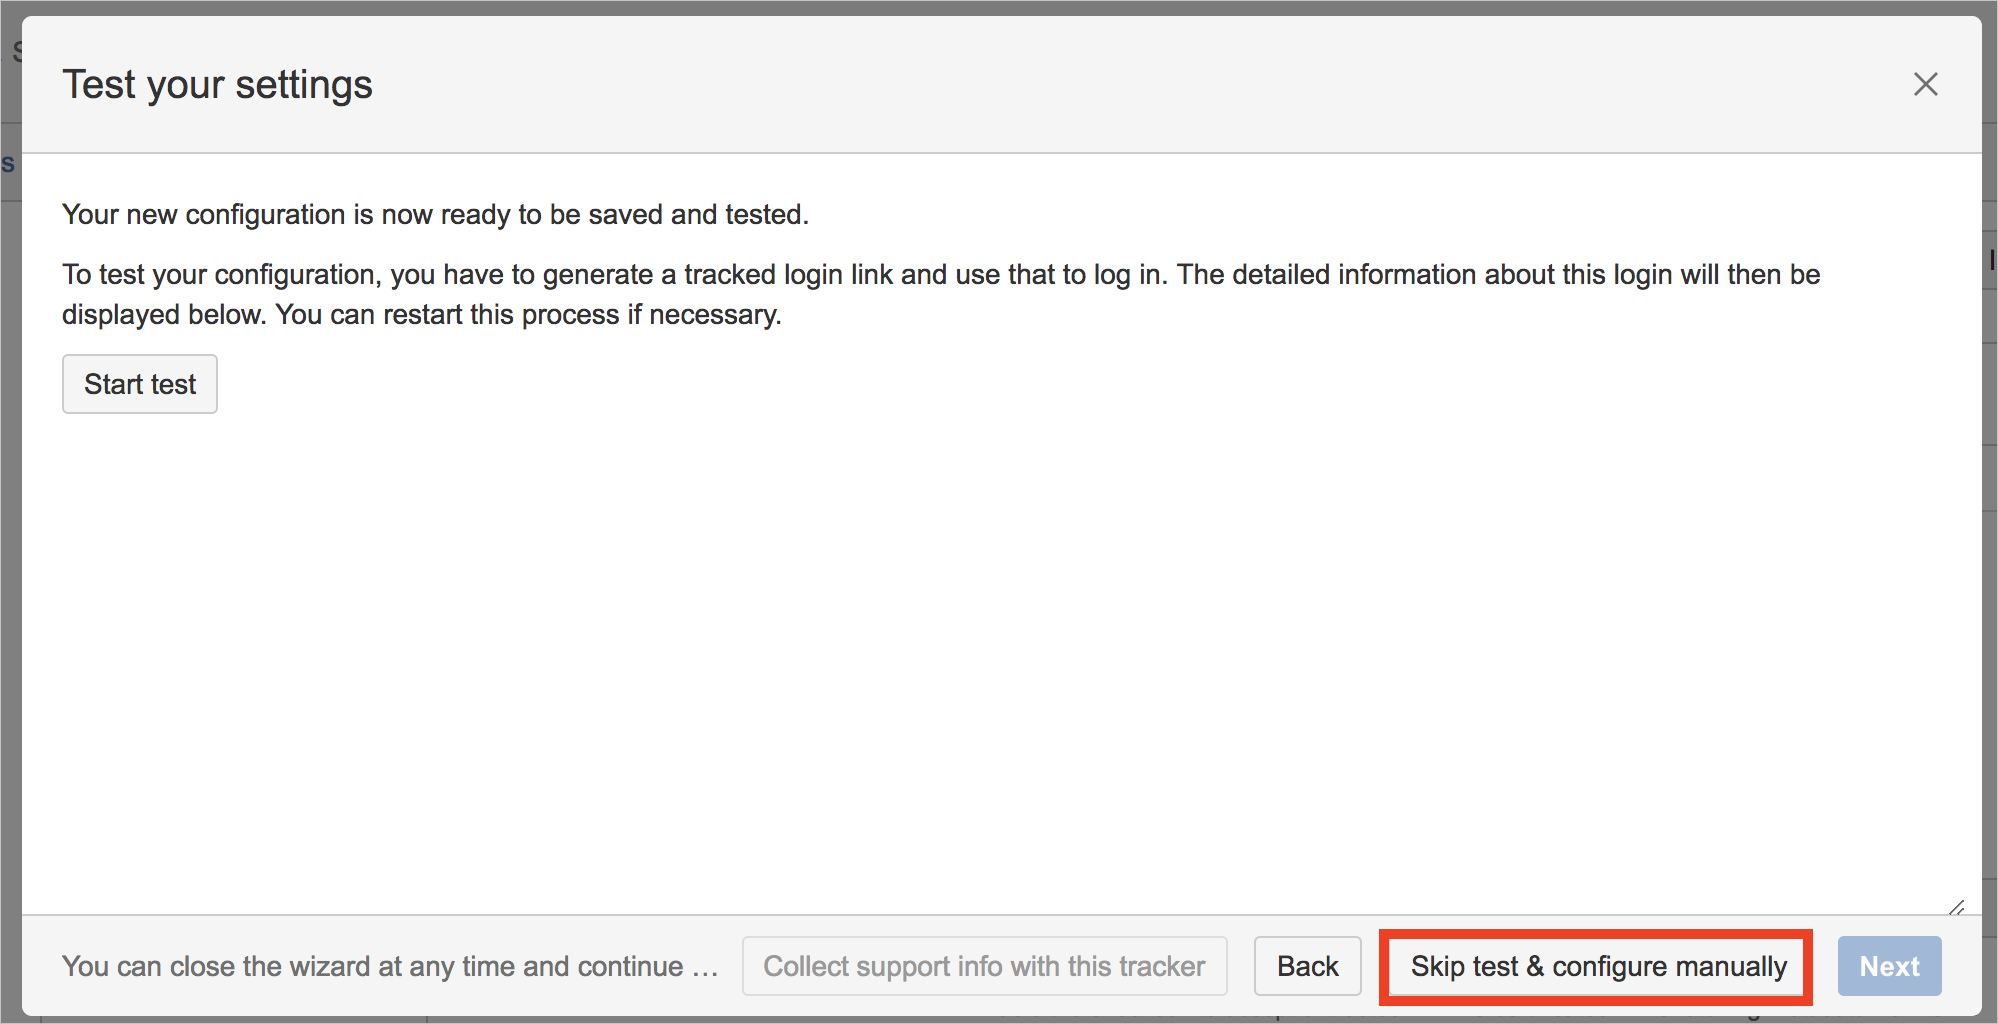 Test your settings
Your new configuration is now ready to be saved and tested.
To test your configuration, you have to generate a tracked login link and use that to log in. The detailed information about this login will then be
displayed below. You can restart this process if necessary.
Start test
You can close the wizard at any time and continue …
Collect support info with this tracker
Back
Skip test & configure manually
Next